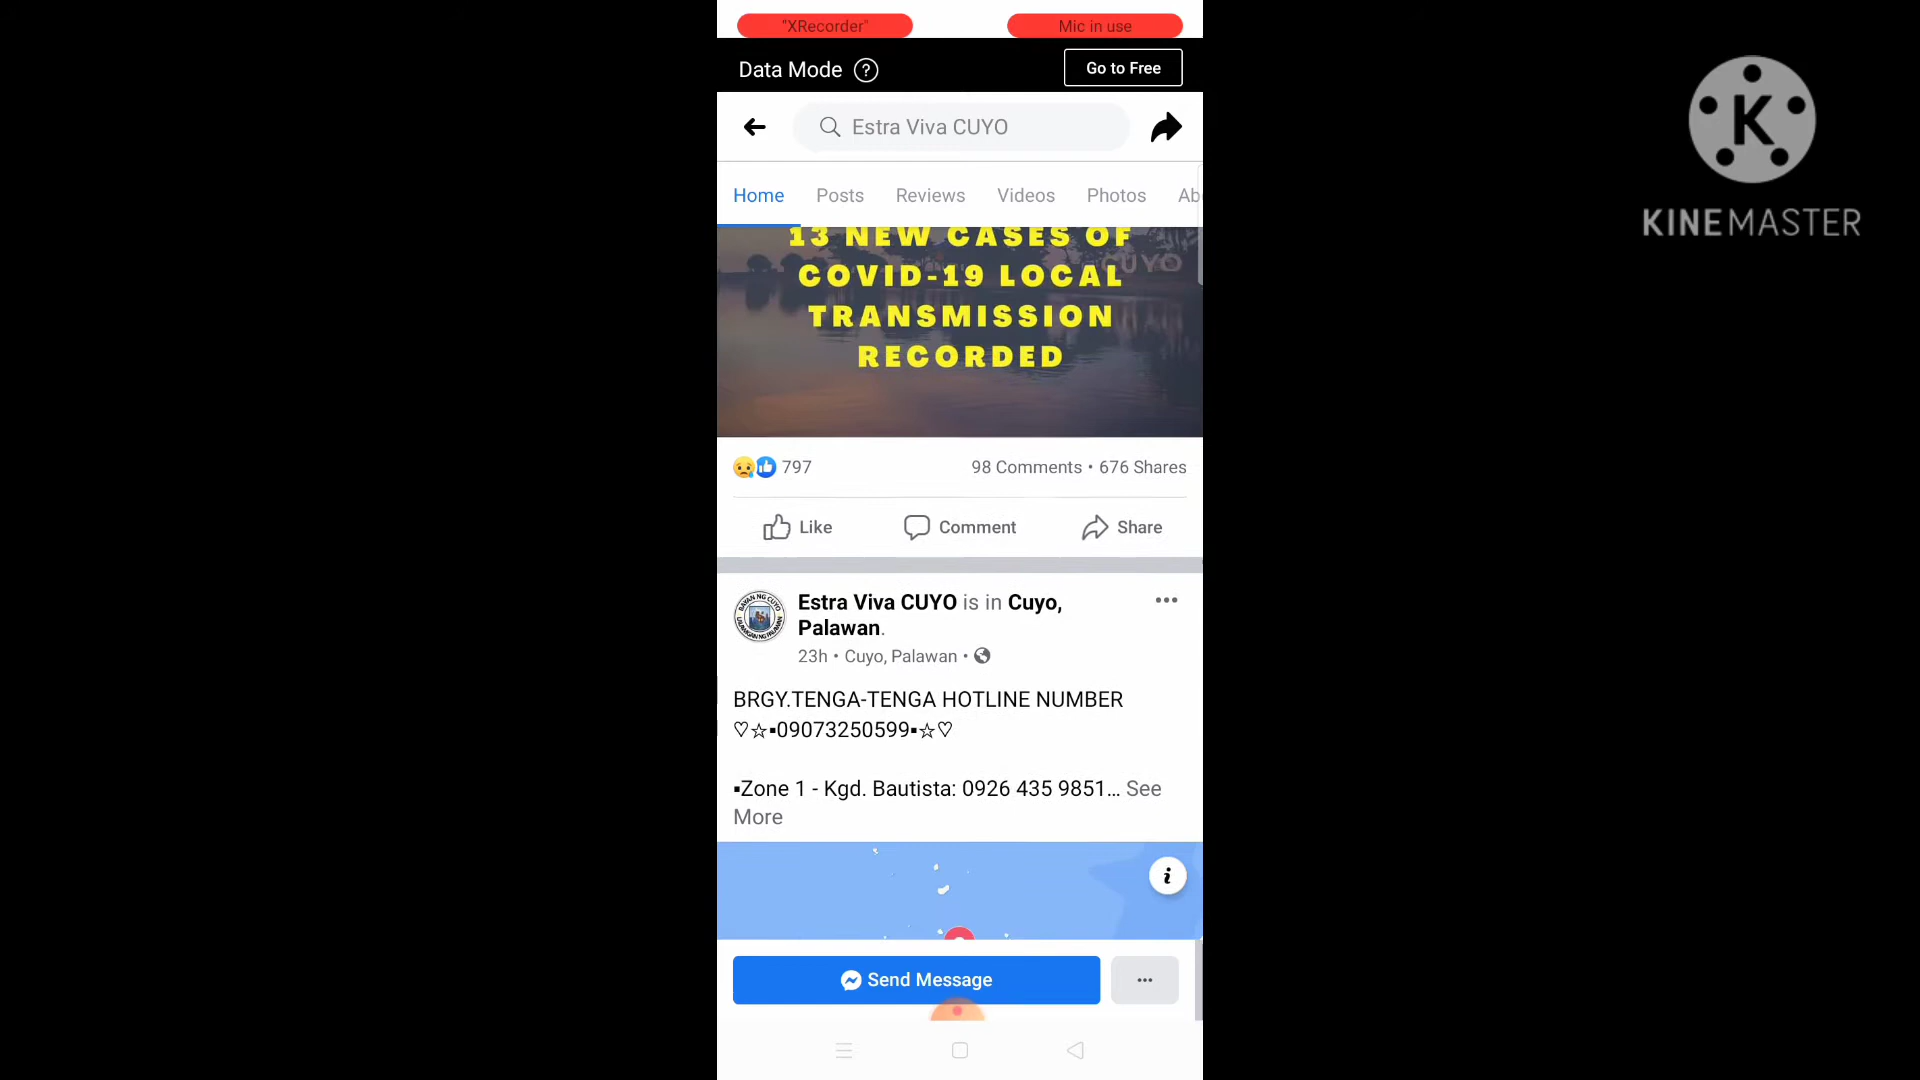 "XRecorder"
Mic in use
Data Mode ?
Go to Free
Estra Viva CUYO
Home Posts Reviews Videos Photos Ab
13 NEW CASES OF
COVID-19 LOCAL
TRANSMISSION
RECORDED
CUYO
797
98 Comments • 676 Shares
Like Comment Share
Estra Viva CUYO is in Cuyo,
Palawan.
23h • Cuyo, Palawan •
BRGY.TENGA-TENGA HOTLINE NUMBER
♡☆▪09073250599▪☆♡
▪Zone 1 - Kgd. Bautista: 0926 435 9851... See
More
i
Send Message
K
KINEMASTER